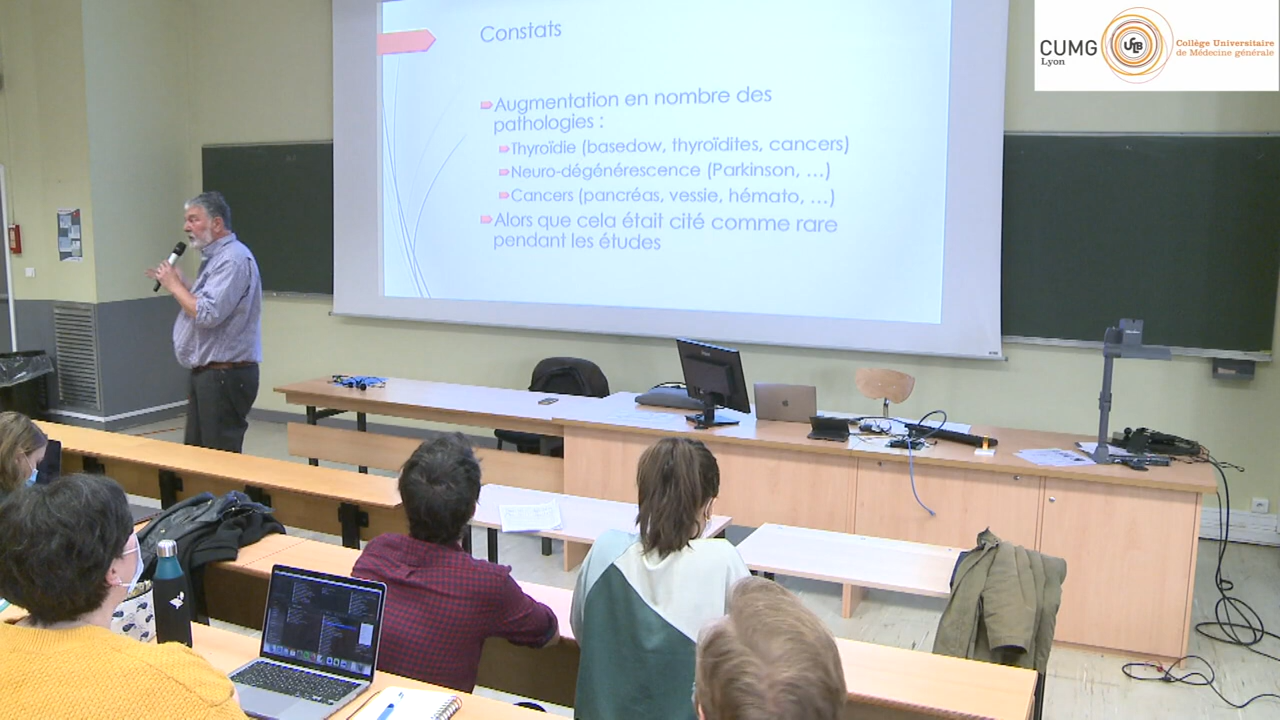 Constats
Augmentation en nombre des
pathologies :
Thyroïdie (basedow, thyroïdites, cancers)
Neuro-dégénérescence (Parkinson, ...)
Cancers (pancréas, vessie, hémato, ...)
Alors que cela était cité comme rare
pendant les études
CUMG
Lyon
UCLB
Collège Universitaire
de Médecine générale